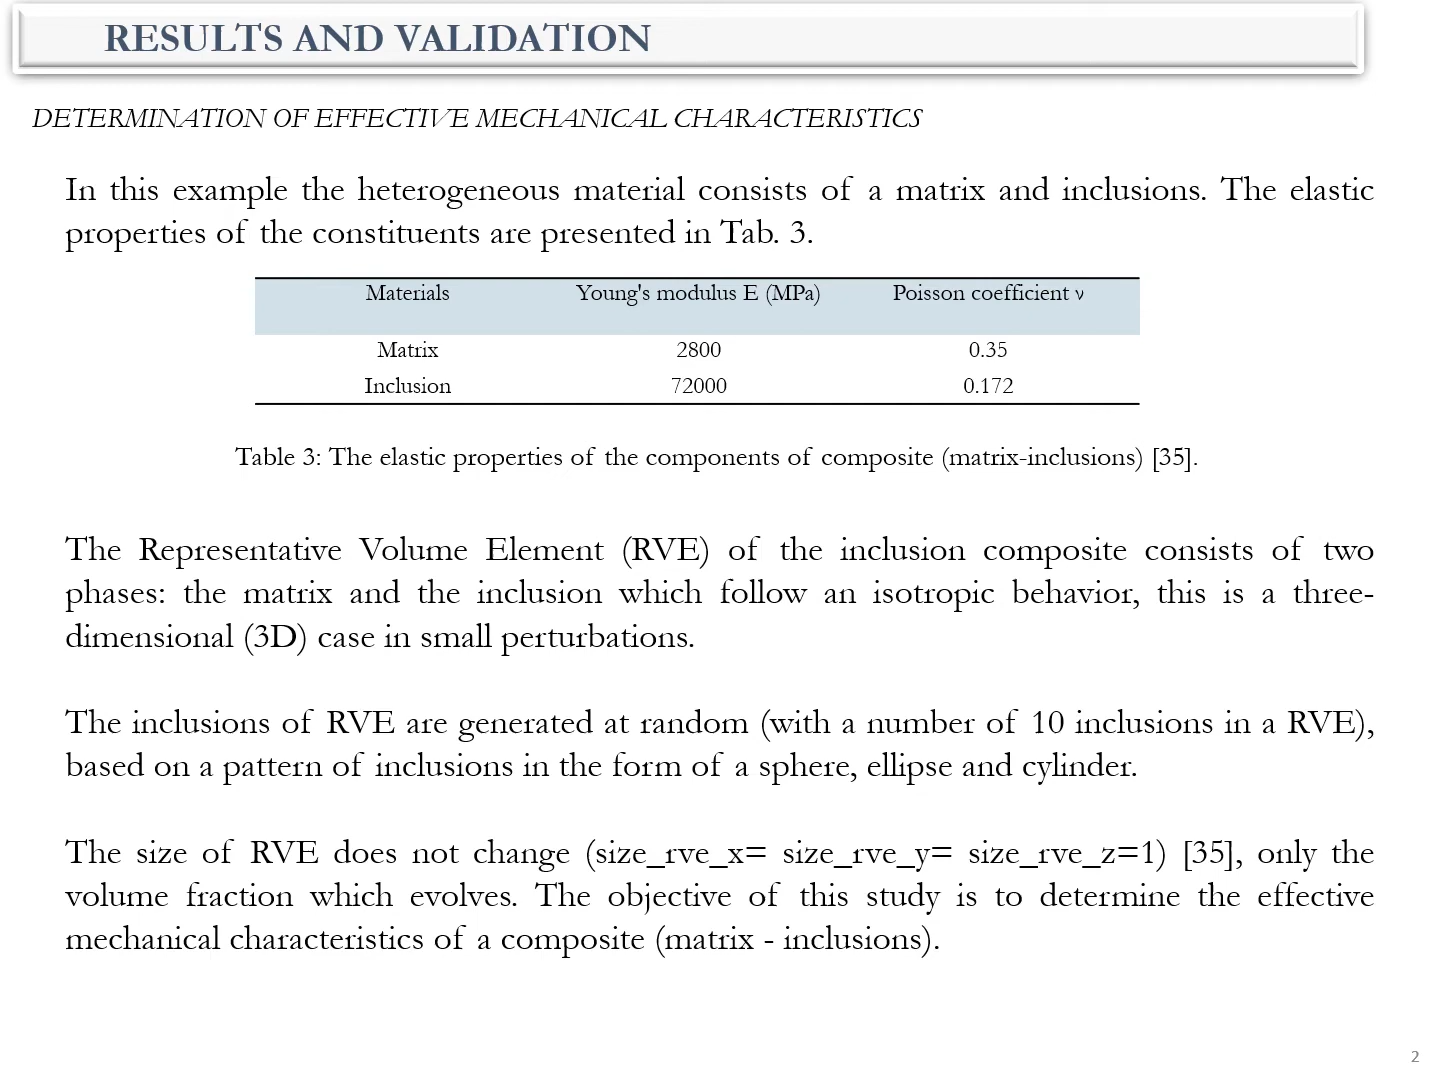 RESULTS AND VALIDATION
DETERMINATION OF EFFECTIVE MECHANICAL CHARACTERISTICS
In this example the heterogeneous material consists of a matrix and inclusions. The elastic
properties of the constituents are presented in Tab. 3.
Materials Young's modulus E (MPa) Poisson coefficient ν
Matrix 2800 0.35
Inclusion 72000 0.172
Table 3: The elastic properties of the components of composite (matrix-inclusions) [35].
The Representative Volume Element (RVE) of the inclusion composite consists of two
phases: the matrix and the inclusion which follow an isotropic behavior, this is a three-
dimensional (3D) case in small perturbations.
The inclusions of RVE are generated at random (with a number of 10 inclusions in a RVE),
based on a pattern of inclusions in the form of a sphere, ellipse and cylinder.
The size of RVE does not change (size_rve_x= size_rve_y= size_rve_z=1) [35], only the
volume fraction which evolves. The objective of this study is to determine the effective
mechanical characteristics of a composite (matrix - inclusions).
2